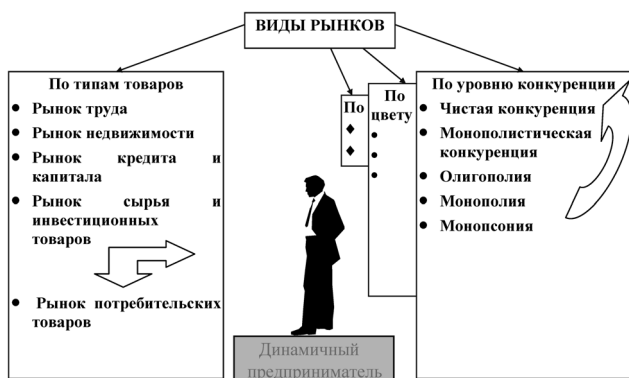 ВИДЫ РЫНКОВ
По типам товаров
• Рынок труда
• Рынок недвижимости
• Рынок кредита и
капитала
• Рынок сырья и
инвестиционных
товаров
• Рынок потребительских
товаров
По
По
цвету
По уровню конкуренции
• Чистая конкуренция
• Монополистическая
конкуренция
• Олигополия
• Монополия
• Монопсония
Динамичный
предприниматель